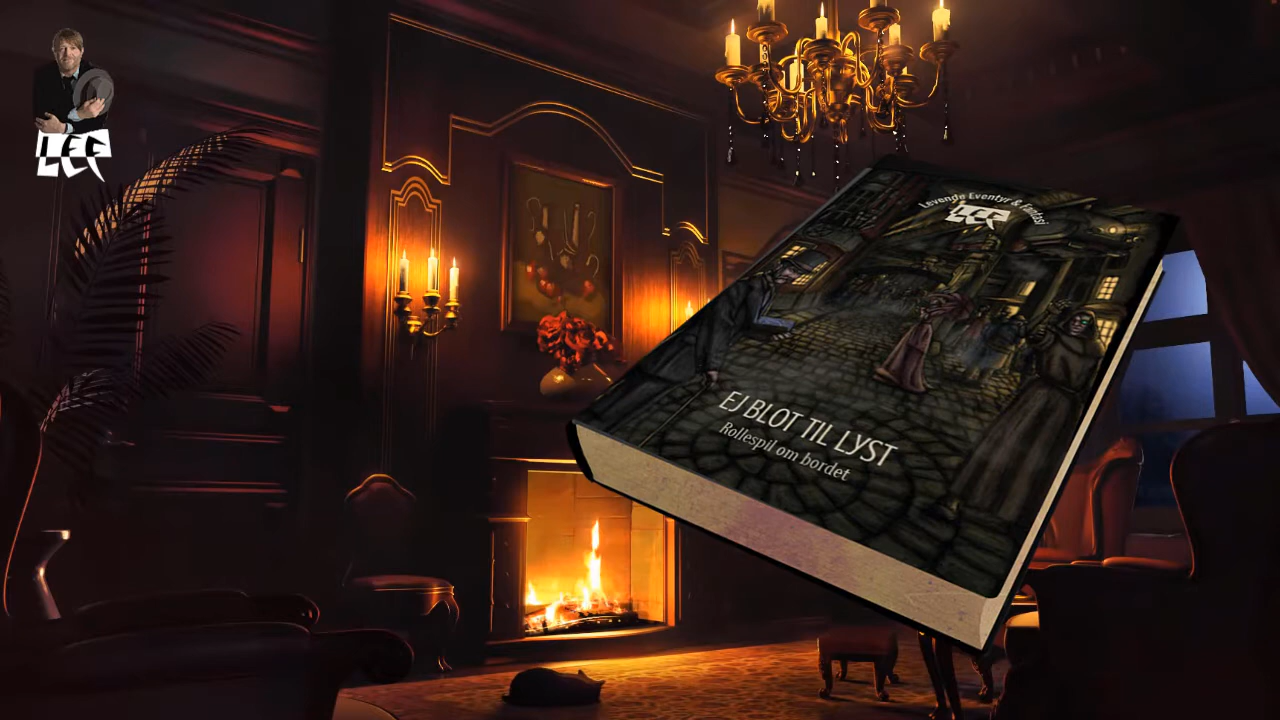 LEF
Levende Eventyr & Fantasi
LEF
EJ BLOT TIL LYST
Rollespil om bordet